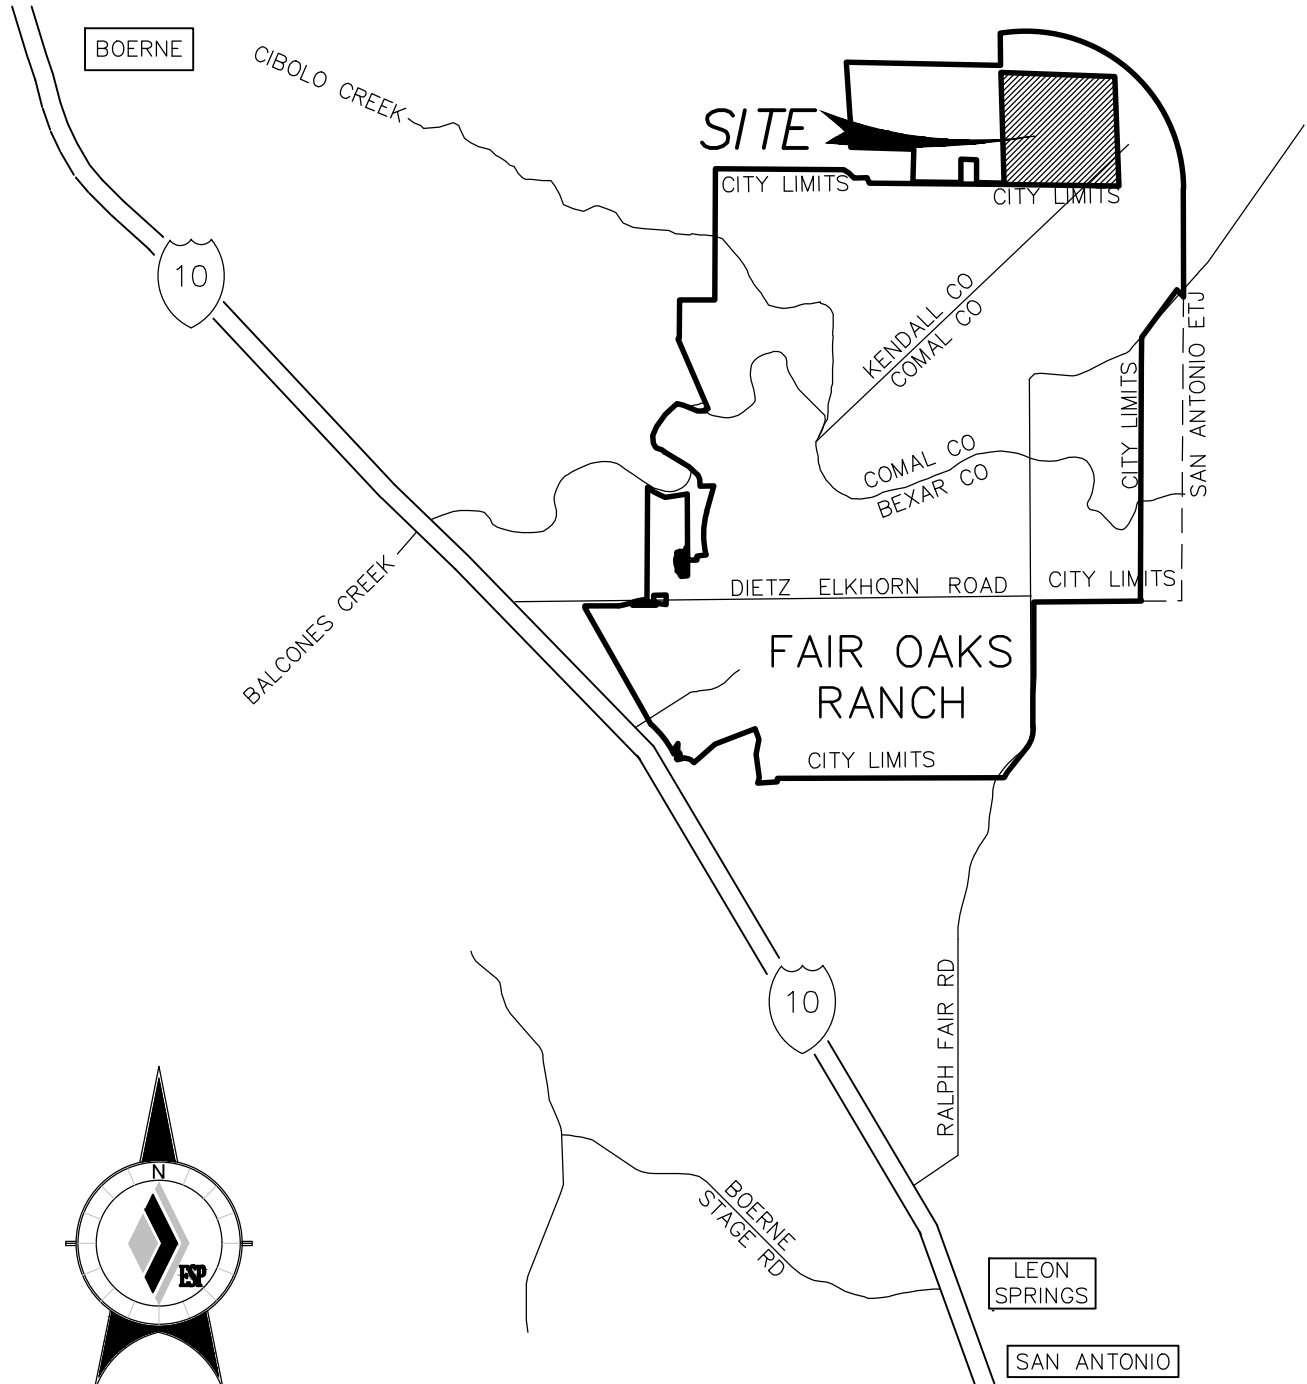 BOERNE
CIBOLO CREEK
SITE
CITY LIMITS
CITY LIMITS
10
KENDALL CO
COMAL CO
SAN ANTONIO ETJ
CITY LIMITS
COMAL CO
BEXAR CO
BALCONES CREEK
DIETZ ELKHORN ROAD
CITY LIMITS
FAIR OAKS
RANCH
CITY LIMITS
10
RALPH FAIR RD
N
ESP
BOERNE
STAGE RD
LEON
SPRINGS
SAN ANTONIO